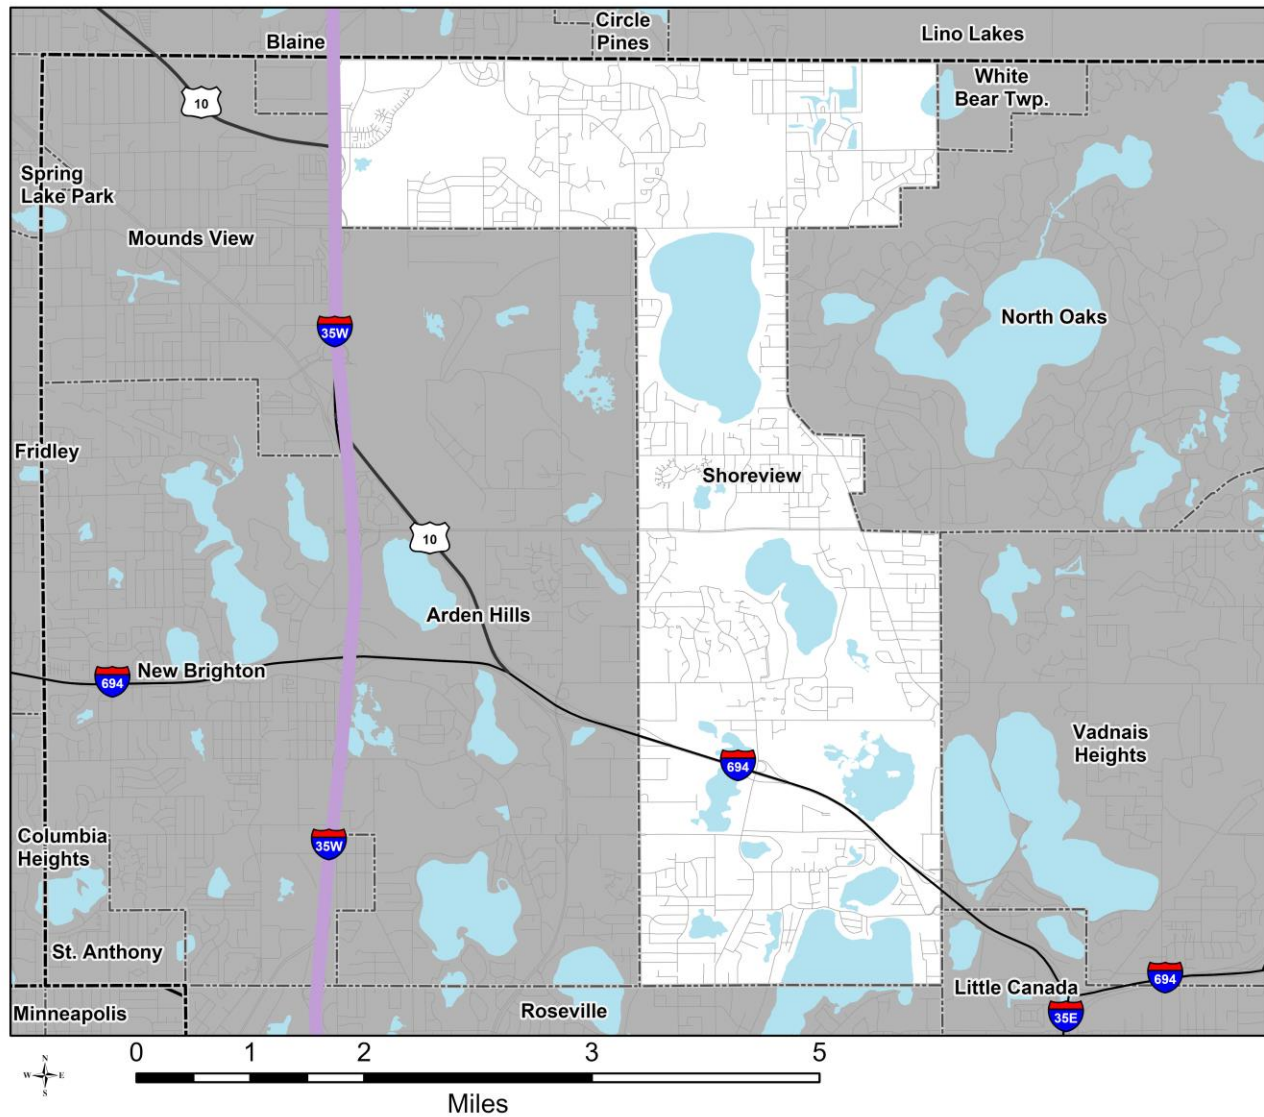 Circle
Pines
Blaine
Lino Lakes
White
Bear Twp.
10
Spring
Lake Park
Mounds View
North Oaks
35W
Fridley
Shoreview
10
Arden Hills
New Brighton
694
Vadnais
Heights
694
Columbia
Heights
35W
St. Anthony
694
Little Canada
Minneapolis
Roseville
35E
0 1 2 3 5
N
W E
S
Miles